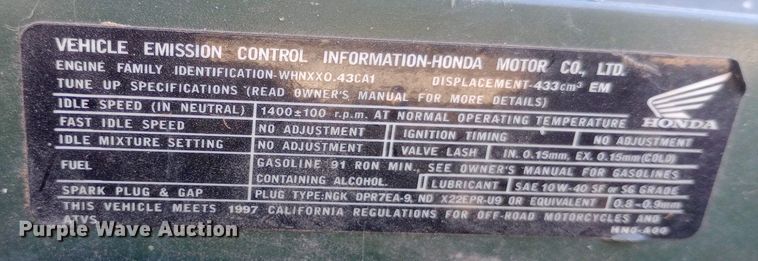 VEHICLE EMISSION CONTROL INFORMATION-HONDA MOTOR CO., LTD.
ENGINE FAMILY IDENTIFICATION-WHNXX0.43CA1 DISPLACEMENT-433cm³ EM
TUNE UP SPECIFICATIONS (READ OWNER'S MANUAL FOR MORE DETAILS)
IDLE SPEED (IN NEUTRAL) 1400±100 r.p.m. AT NORMAL OPERATING TEMPERATURE
HONDA
FAST IDLE SPEED NO ADJUSTMENT IGNITION TIMING NO ADJUSTMENT
IDLE MIXTURE SETTING NO ADJUSTMENT VALVE LASH IN. 0.15mm, EX. 0.15mm (COLD)
FUEL GASOLINE 91 RON MIN., SEE OWNER'S MANUAL FOR GASOLINES
CONTAINING ALCOHOL. LUBRICANT SAE 10W-40 SF or SG GRADE
SPARK PLUG & GAP PLUG TYPE:NGK DPR7EA-9, ND X22EPR-U9 OR EQUIVALENT 0.8-0.9mm
THIS VEHICLE MEETS 1997 CALIFORNIA REGULATIONS FOR OFF-ROAD MOTORCYCLES AND
ATVS.
Purple Wave Auction